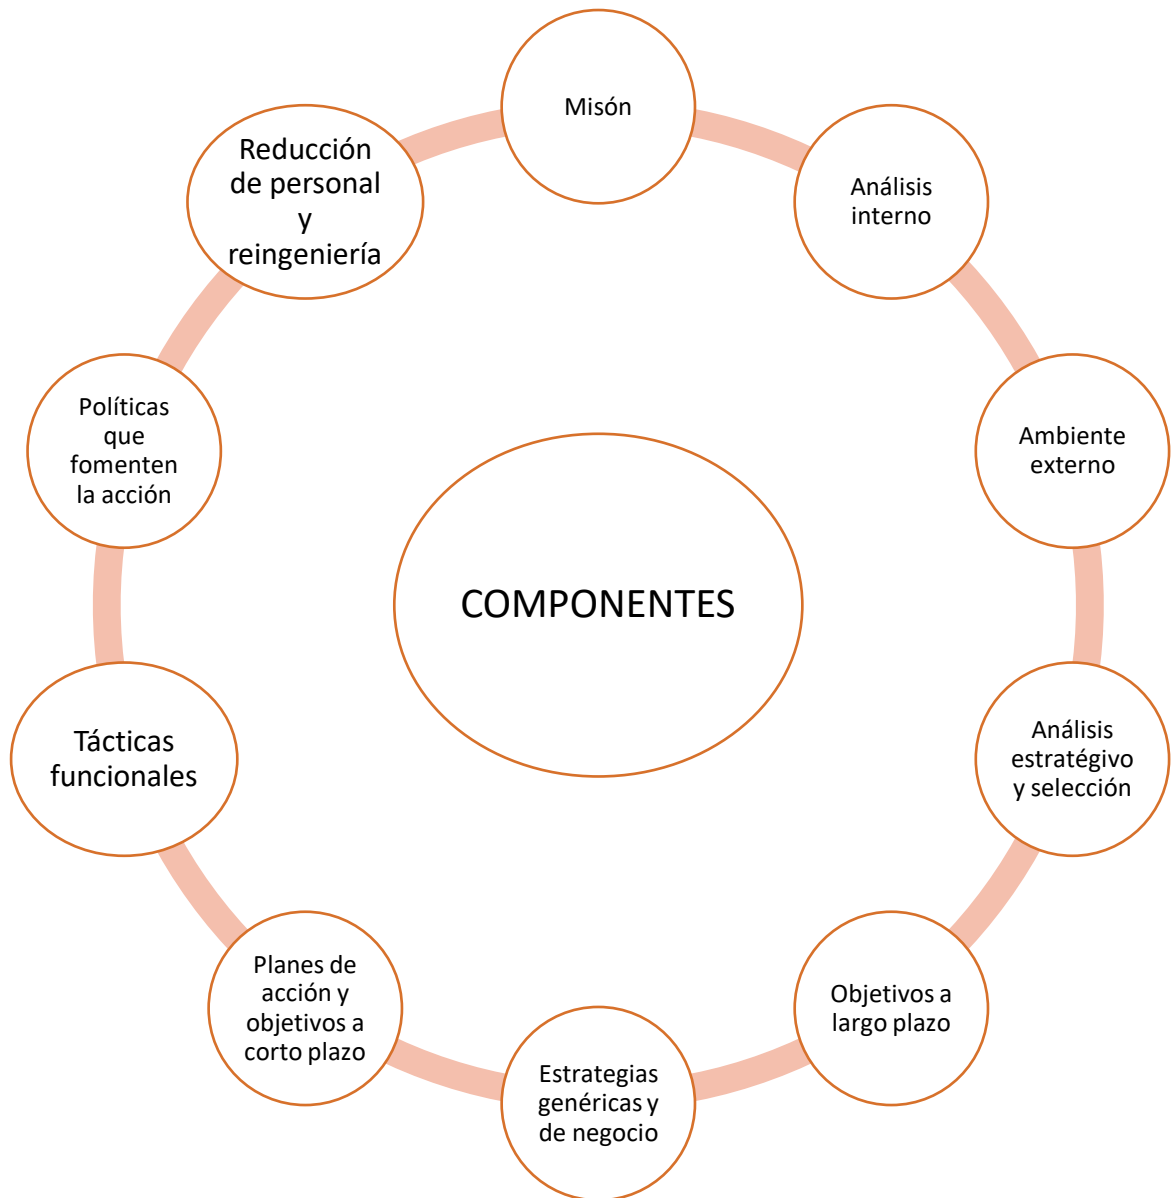 Misón
Análisis
interno
Ambiente
externo
Análisis
estratégivo
y selección
Objetivos a
largo plazo
Estrategias
genéricas y
de negocio
Planes de
acción y
objetivos a
corto plazo
Tácticas
funcionales
Políticas
que
fomenten
la acción
Reducción
de personal
y
reingeniería
COMPONENTES